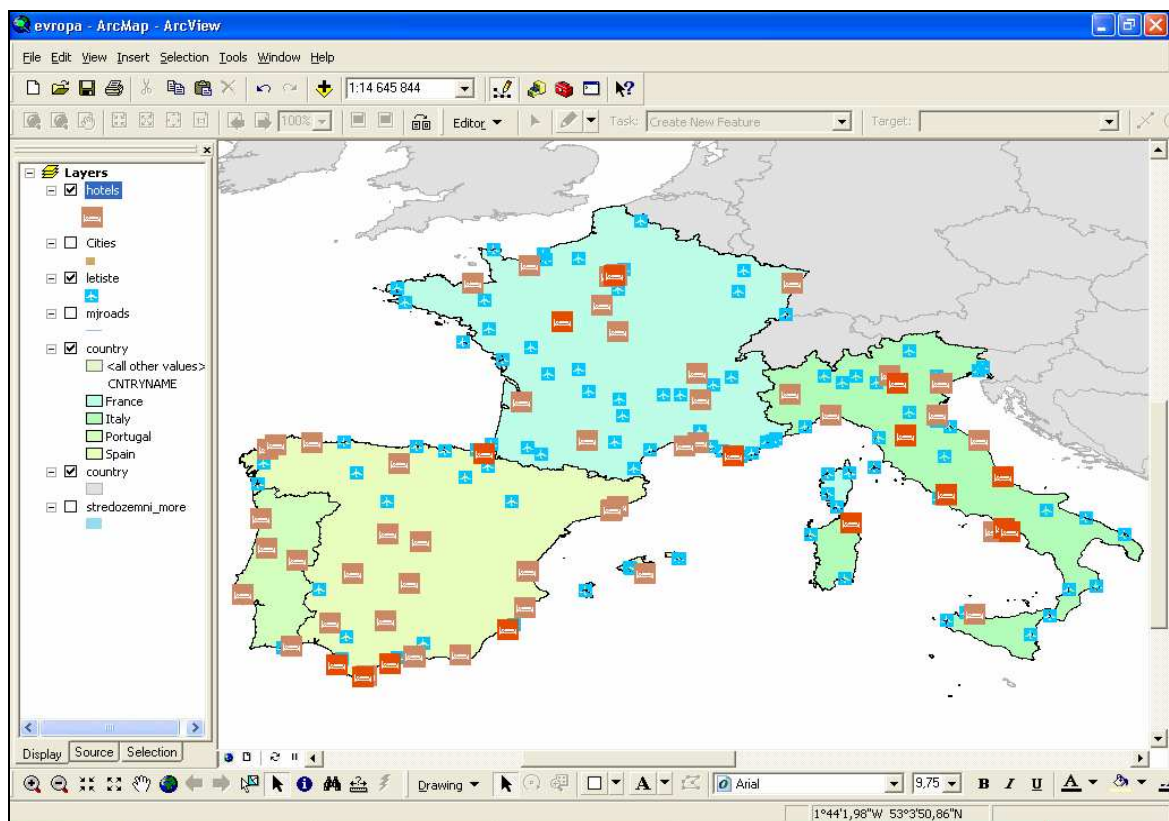 evropa - ArcMap - ArcView
File Edit View Insert Selection Tools Window Help
1:14 645 844
100% Editor Task: Create New Feature Target:
Layers
hotels
Cities
letiste
mjroads
country
<all other values>
CNTRYNAME
France
Italy
Portugal
Spain
country
stredozemni_more
Display Source Selection
Drawing A Arial 9,75 B I U A
1°44'1,98"W 53°3'50,86"N